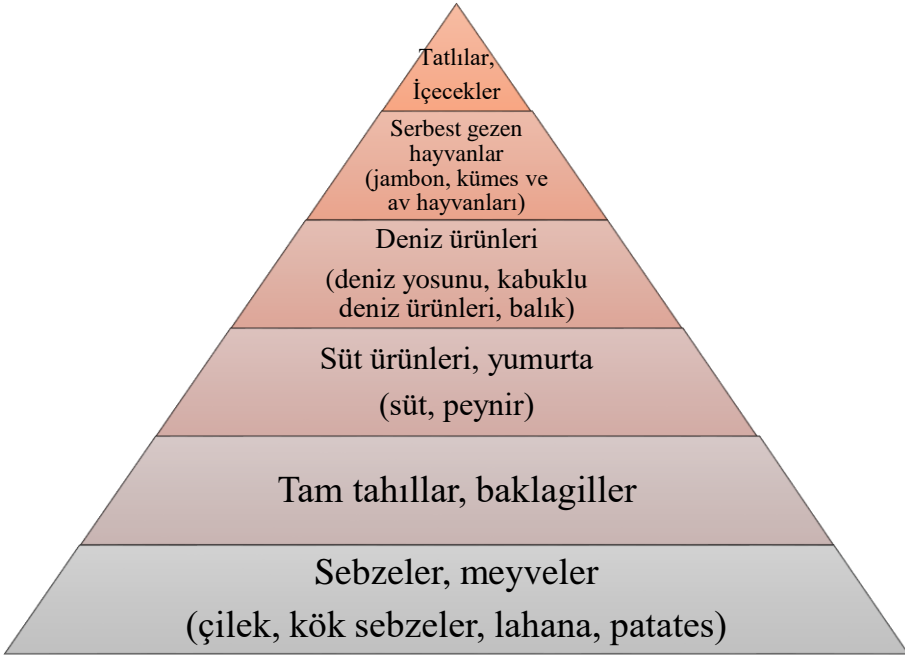 Tatlılar,
İçecekler
Serbest gezen
hayvanlar
(jambon, kümes ve
av hayvanları)
Deniz ürünleri
(deniz yosunu, kabuklu
deniz ürünleri, balık)
Süt ürünleri, yumurta
(süt, peynir)
Tam tahıllar, baklagiller
Sebzeler, meyveler
(çilek, kök sebzeler, lahana, patates)